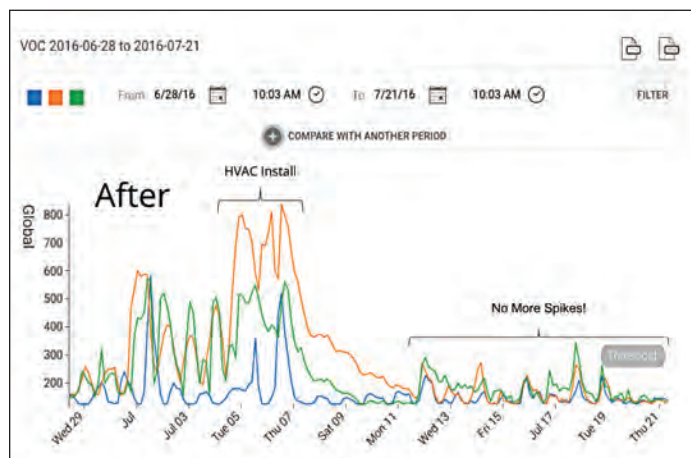 VOC 2016-06-28 to 2016-07-21
From: 6/28/16 10:03 AM To: 7/21/16 10:03 AM FILTER
COMPARE WITH ANOTHER PERIOD
After
HVAC Install
No More Spikes!
Threshold
Global
800
700
600
500
400
300
200
Wed 29
Jul
Jul 03
Tue 05
Thu 07
Sat 09
Mon 11
Wed 13
Fri 15
Jul 17
Tue 19
Thu 21